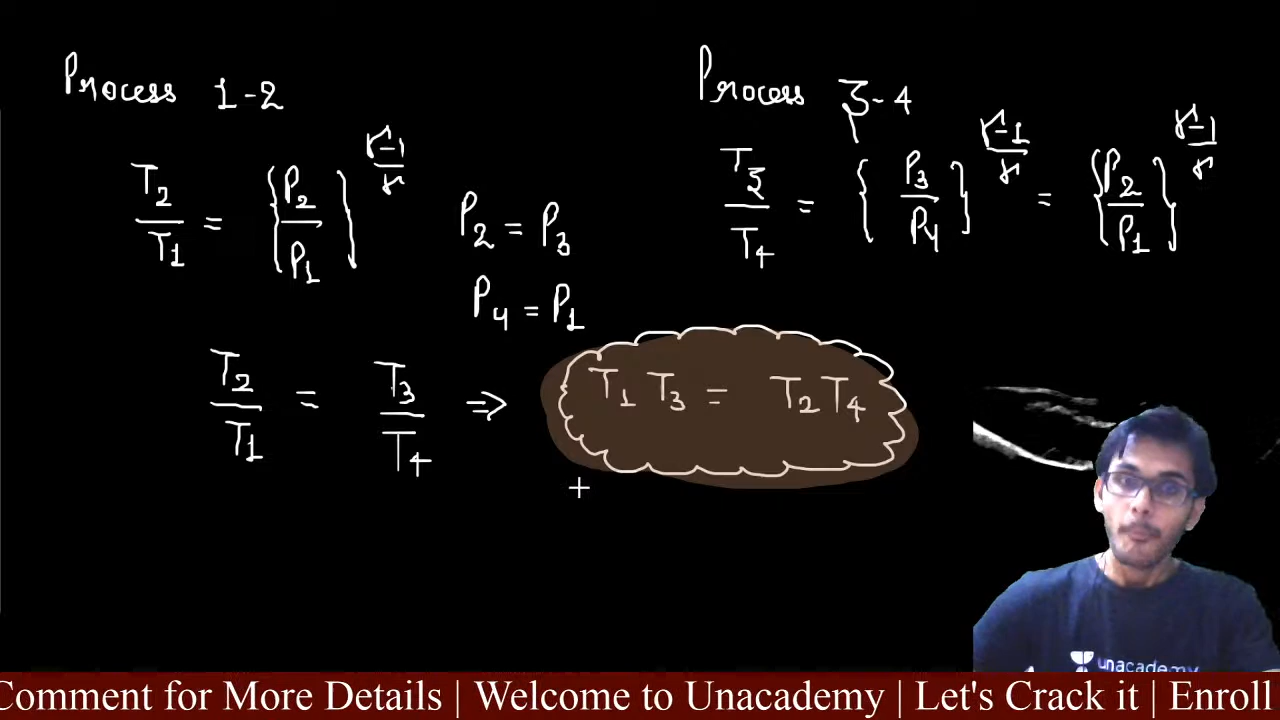 Process 1-2
T2/T1 = {P2/P1}^(γ-1)/γ
P2 = P3
P4 = P1
Process 3-4
T3/T4 = {P3/P4}^(γ-1)/γ = {P2/P1}^(γ-1)/γ
T2/T1 = T3/T4 ⇒ T1 T3 = T2 T4
unacademy
Comment for More Details | Welcome to Unacademy | Let's Crack it | Enroll